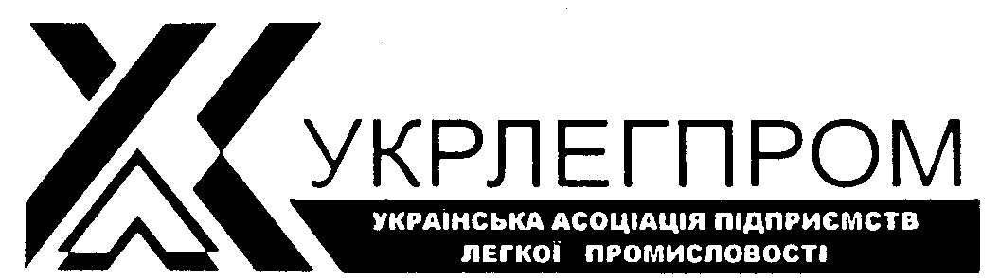 УКРЛЕГПРОМ
УКРАЇНСЬКА АСОЦІАЦІЯ ПІДПРИЄМСТВ
ЛЕГКОЇ ПРОМИСЛОВОСТІ